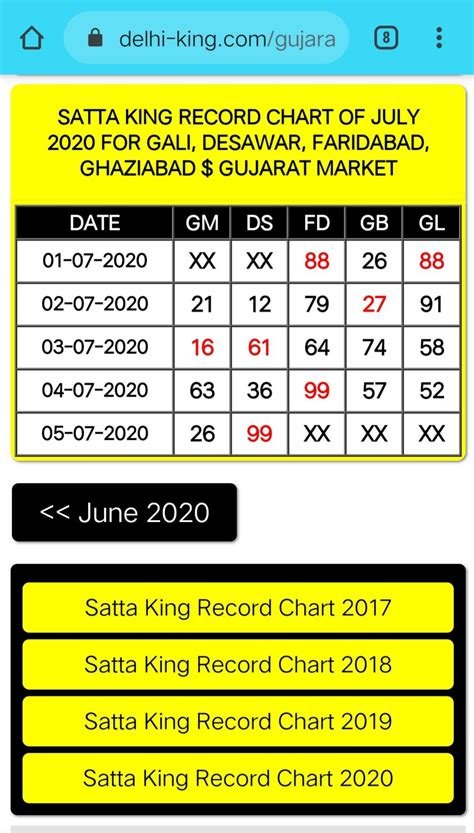 delhi-king.com/gujara
8
SATTA KING RECORD CHART OF JULY
2020 FOR GALI, DESAWAR, FARIDABAD,
GHAZIABAD $ GUJARAT MARKET
DATE GM DS FD GB GL
01-07-2020 XX XX 88 26 88
02-07-2020 21 12 79 27 91
03-07-2020 16 61 64 74 58
04-07-2020 63 36 99 57 52
05-07-2020 26 99 XX XX XX
<< June 2020
Satta King Record Chart 2017
Satta King Record Chart 2018
Satta King Record Chart 2019
Satta King Record Chart 2020